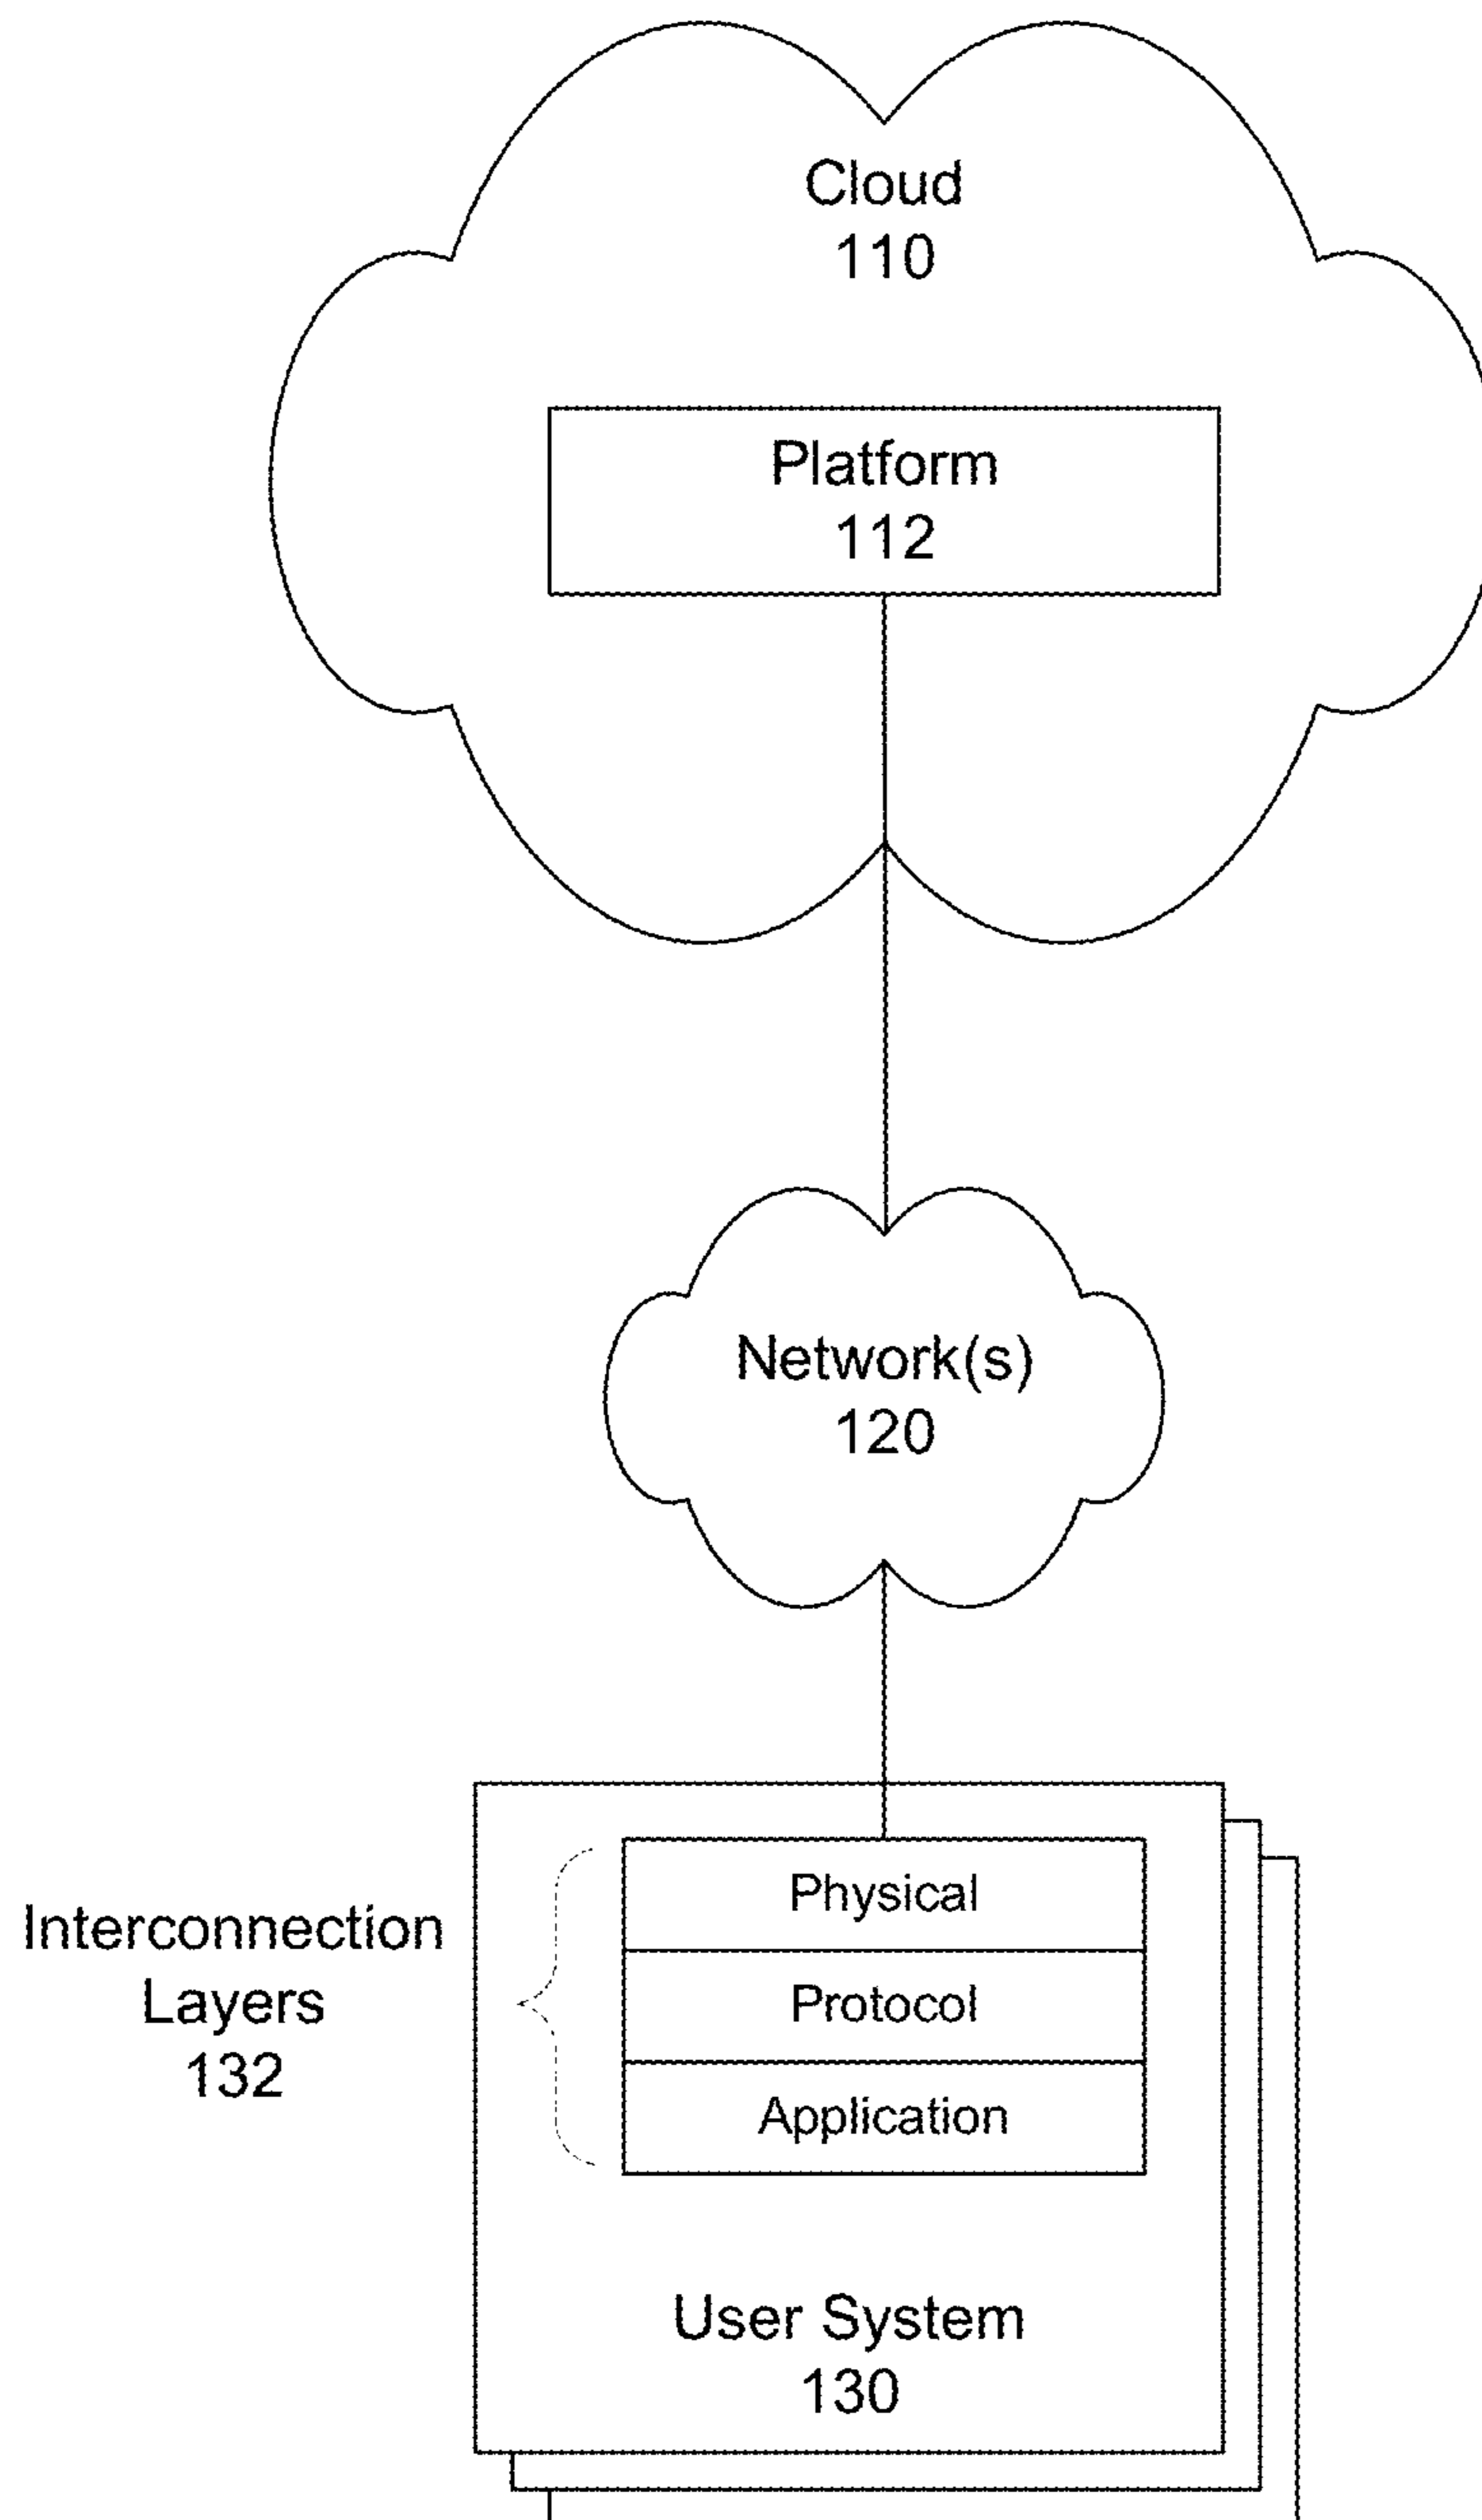 Cloud
110
Platform
112
Network(s)
120
Physical
Interconnection
Layers
132
Protocol
Application
User System
130